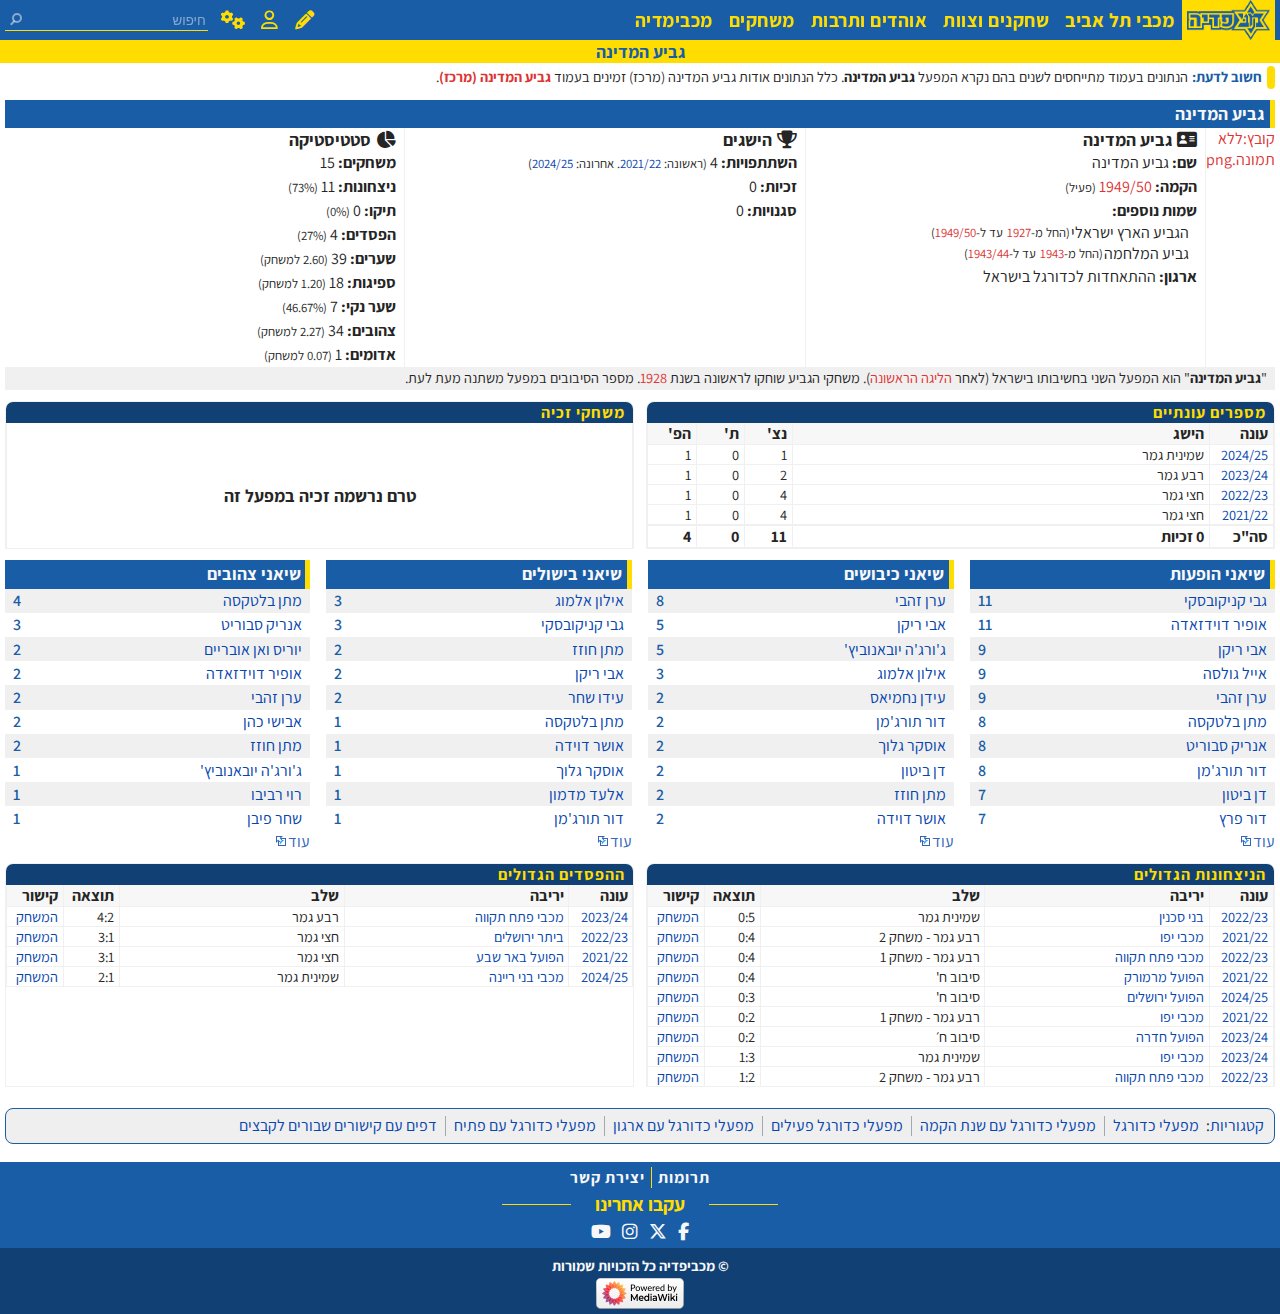 מכביפדיה
מכבי תל אביב שחקנים וצוות אוהדים ותרבות משחקים מכבימדיה חיפוש
גביע המדינה
חשוב לדעת: הנתונים בעמוד מתייחסים לשנים בהם נקרא המפעל גביע המדינה. כלל הנתונים אודות גביע המדינה (מרכז) זמינים בעמוד גביע המדינה (מרכז).
גביע המדינה
קובץ:ללא
תמונה.png
גביע המדינה
שם: גביע המדינה
הקמה: 1949/50 (פעיל)
שמות נוספים:
הגביע הארץ ישראלי(החל מ-1927 עד ל-1949/50)
גביע המלחמה(החל מ-1943 עד ל-1943/44)
ארגון: ההתאחדות לכדורגל בישראל
הישגים
השתתפויות: 4 (ראשונה: 2021/22. אחרונה: 2024/25)
זכיות: 0
סגנויות: 0
סטטיסטיקה
משחקים: 15
ניצחונות: 11 (73%)
תיקו: 0 (0%)
הפסדים: 4 (27%)
שערים: 39 (2.60 למשחק)
ספיגות: 18 (1.20 למשחק)
שער נקי: 7 (46.67%)
צהובים: 34 (2.27 למשחק)
אדומים: 1 (0.07 למשחק)
"גביע המדינה" הוא המפעל השני בחשיבותו בישראל (לאחר הליגה הראשונה). משחקי הגביע שוחקו לראשונה בשנת 1928. מספר הסיבובים במפעל משתנה מעת לעת.
מספרים עונתיים
עונה הישג נצ' ת' הפ'
2024/25 שמינית גמר 1 0 1
2023/24 רבע גמר 2 0 1
2022/23 חצי גמר 4 0 1
2021/22 חצי גמר 4 0 1
סה"כ 0 זכיות 11 0 4
משחקי זכיה
טרם נרשמה זכיה במפעל זה
שיאני הופעות
גבי קניקובסקי 11
אופיר דוידזאדה 11
אבי ריקן 9
אייל גולסה 9
ערן זהבי 9
מתן בלטקסה 8
אנריק סבוריט 8
דור תורג'מן 8
דן ביטון 7
דור פרץ 7
עוד
שיאני כיבושים
ערן זהבי 8
אבי ריקן 5
ג'ורג'ה יובאנוביץ' 5
אילון אלמוג 3
עידן נחמיאס 2
דור תורג'מן 2
אוסקר גלוך 2
דן ביטון 2
מתן חוזז 2
אושר דוידה 2
עוד
שיאני בישולים
אילון אלמוג 3
גבי קניקובסקי 3
מתן חוזז 2
אבי ריקן 2
עידו שחר 2
מתן בלטקסה 1
אושר דוידה 1
אוסקר גלוך 1
אלעד מדמון 1
דור תורג'מן 1
עוד
שיאני צהובים
מתן בלטקסה 4
אנריק סבוריט 3
יוריס ואן אובריים 2
אופיר דוידזאדה 2
ערן זהבי 2
אבישי כהן 2
מתן חוזז 2
ג'ורג'ה יובאנוביץ' 1
רוי רביבו 1
שחר פיבן 1
עוד
הניצחונות הגדולים
עונה יריבה שלב תוצאה קישור
2022/23 בני סכנין שמינית גמר 0:5 המשחק
2021/22 מכבי יפו רבע גמר - משחק 2 0:4 המשחק
2022/23 מכבי פתח תקווה רבע גמר - משחק 1 0:4 המשחק
2021/22 הפועל מרמורק סיבוב ח' 0:4 המשחק
2024/25 הפועל ירושלים סיבוב ח' 0:3 המשחק
2021/22 מכבי יפו רבע גמר - משחק 1 0:2 המשחק
2023/24 הפועל חדרה סיבוב ח׳ 0:2 המשחק
2023/24 מכבי יפו שמינית גמר 1:3 המשחק
2022/23 מכבי פתח תקווה רבע גמר - משחק 2 1:2 המשחק
ההפסדים הגדולים
עונה יריבה שלב תוצאה קישור
2023/24 מכבי פתח תקווה רבע גמר 4:2 המשחק
2022/23 ביתר ירושלים חצי גמר 3:1 המשחק
2021/22 הפועל באר שבע חצי גמר 3:1 המשחק
2024/25 מכבי בני ריינה שמינית גמר 2:1 המשחק
קטגוריות: מפעלי כדורגל | מפעלי כדורגל עם שנת הקמה | מפעלי כדורגל פעילים | מפעלי כדורגל עם ארגון | מפעלי כדורגל עם פתיח | דפים עם קישורים שבורים לקבצים
תרומות | יצירת קשר
עקבו אחרינו
© מכביפדיה כל הזכויות שמורות
Powered by
MediaWiki